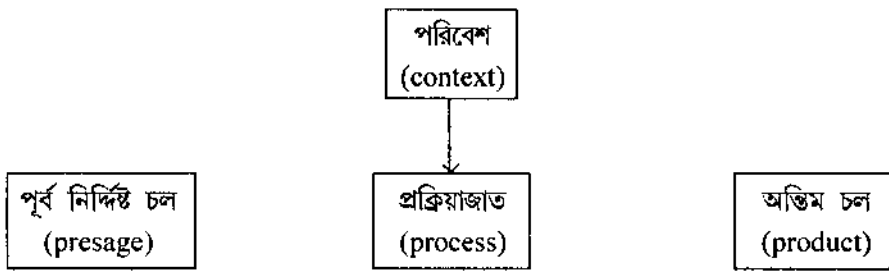 পরিবেশ
(context)
পূর্ব নির্দ্দিষ্ট চল
(presage)
প্রক্রিয়াজাত
(process)
অন্তিম চল
(product)